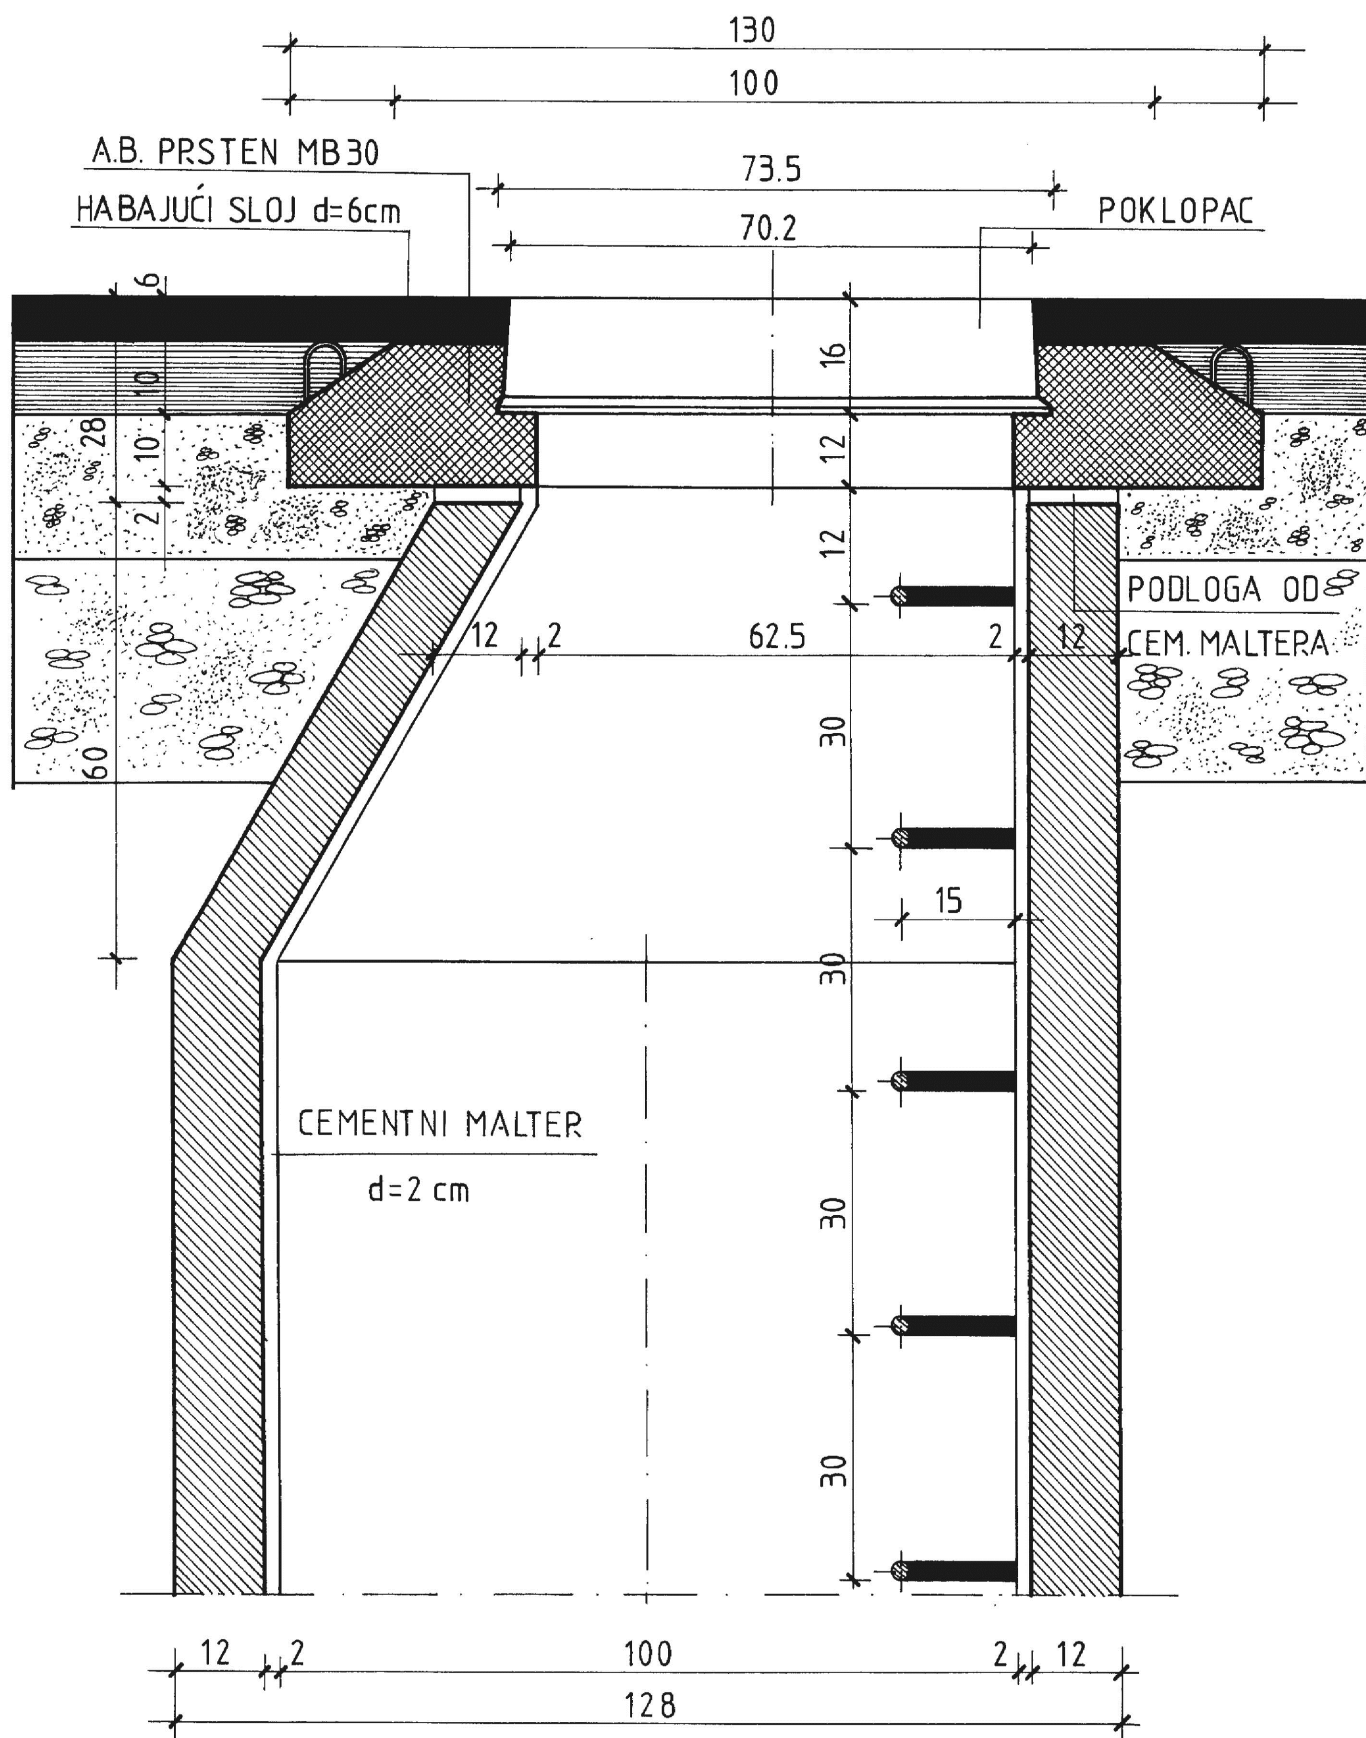 130
100
A.B. PRSTEN MB30
73.5
HABAJUĆI SLOJ d=6cm
POKLOPAC
70.2
6
16
10
28
10
12
2
12
PODLOGA OD
12 2 62.5 2 12
CEM. MALTERA
30
60
15
30
CEMENTNI MALTER
d=2 cm
30
30
12 2 100 2 12
128